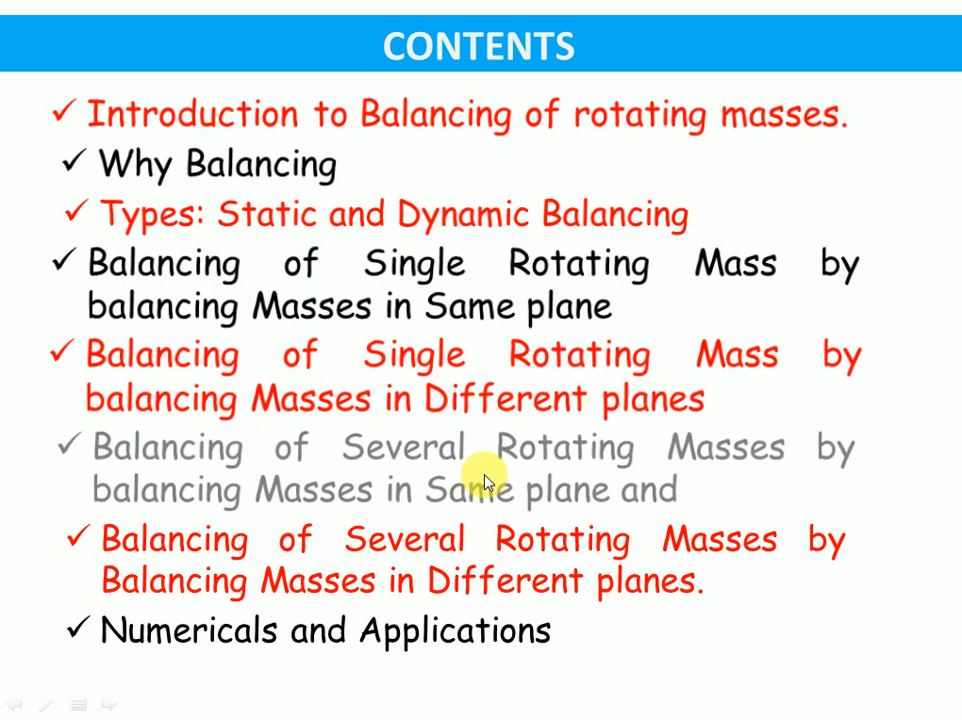 CONTENTS
✓ Introduction to Balancing of rotating masses.
✓ Why Balancing
✓ Types: Static and Dynamic Balancing
✓ Balancing of Single Rotating Mass by
balancing Masses in Same plane
✓ Balancing of Single Rotating Mass by
balancing Masses in Different planes
✓ Balancing of Several Rotating Masses by
balancing Masses in Same plane and
✓ Balancing of Several Rotating Masses by
Balancing Masses in Different planes.
✓ Numericals and Applications